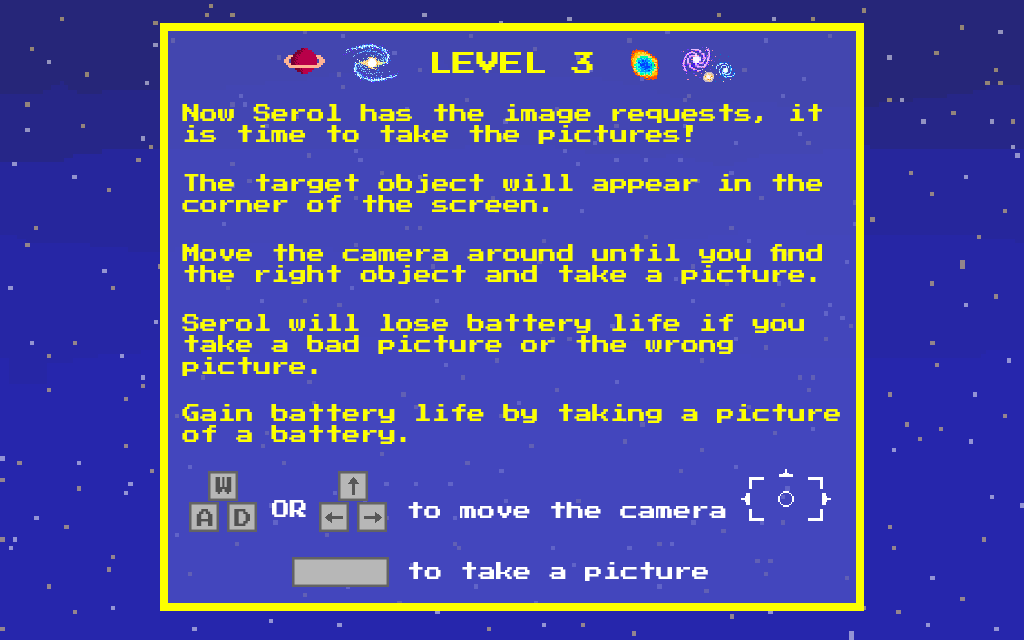 LEVEL 3
Now Serol has the image requests, it
is time to take the pictures!
The target object will appear in the
corner of the screen.
Move the camera around until you find
the right object and take a picture.
Serol will lose battery life if you
take a bad picture or the wrong
picture.
Gain battery life by taking a picture
of a battery.
W
A D OR ↑ ← → to move the camera
to take a picture